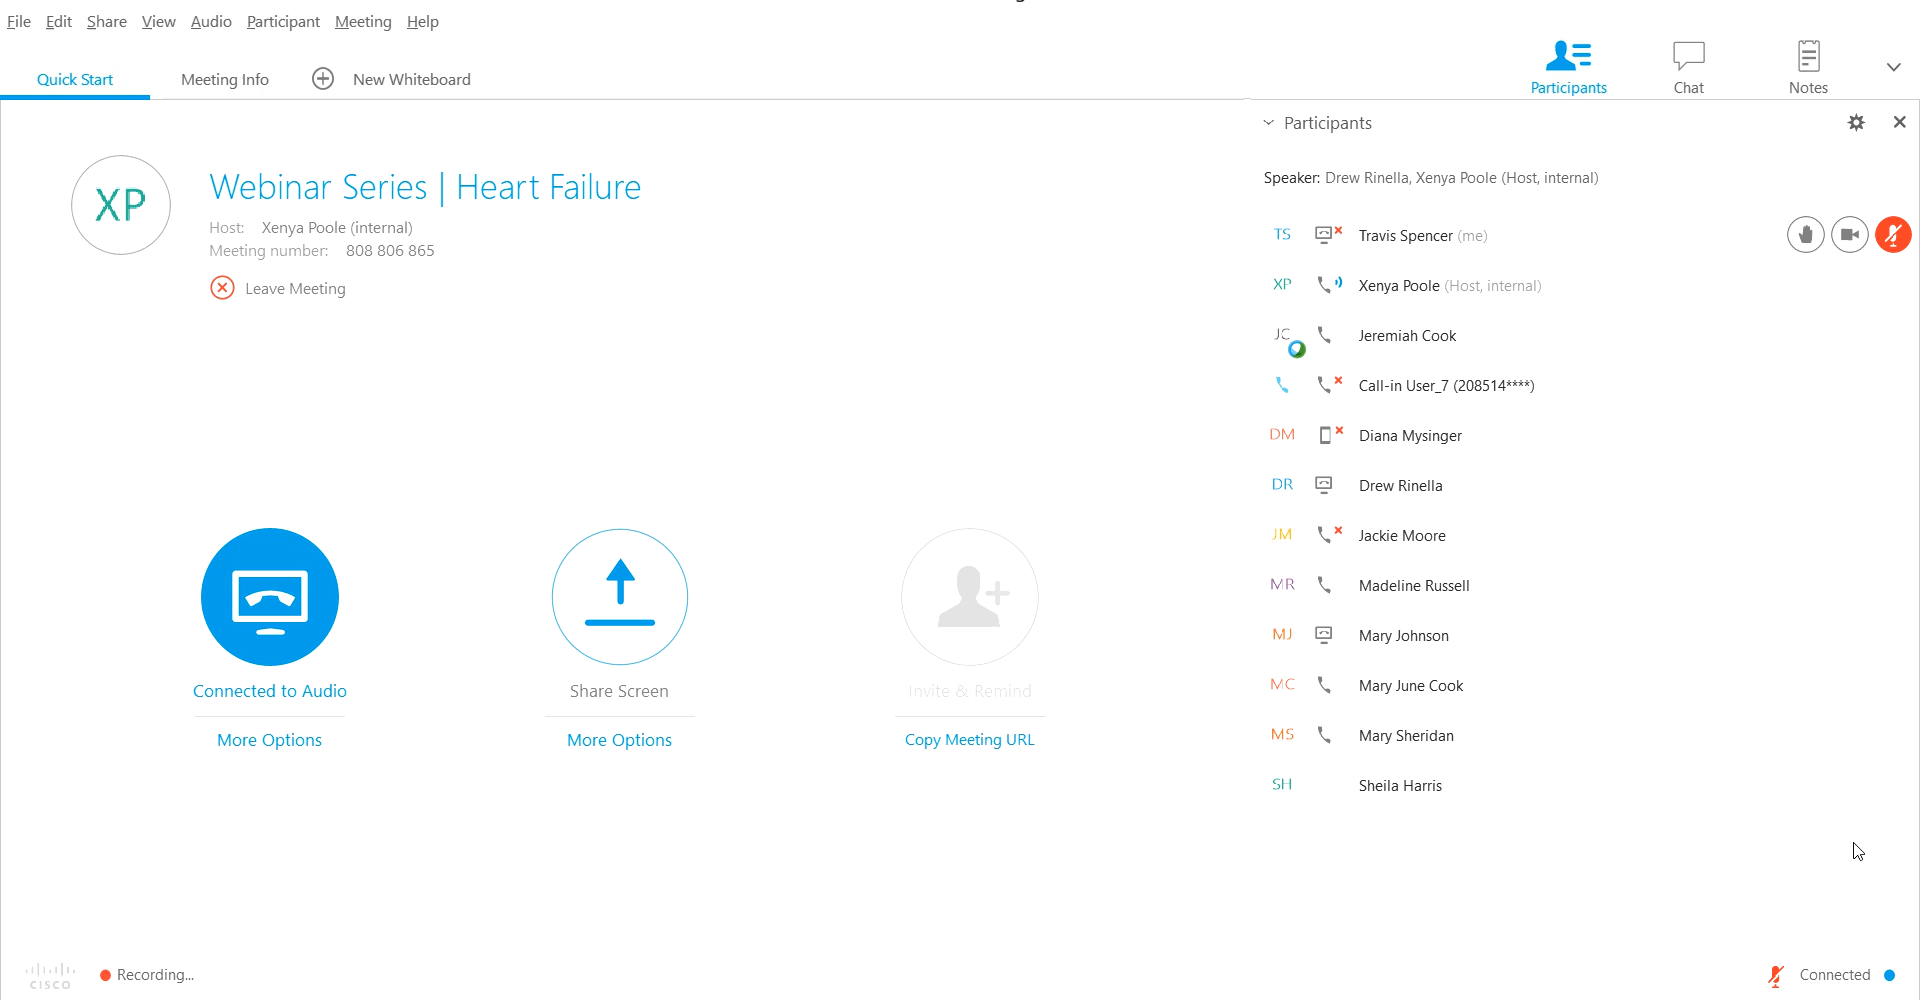 File Edit Share View Audio Participant Meeting Help
Quick Start Meeting Info New Whiteboard
Participants Chat Notes
Participants
XP
Webinar Series | Heart Failure
Host: Xenya Poole (internal)
Meeting number: 808 806 865
Leave Meeting
Speaker: Drew Rinella, Xenya Poole (Host, internal)
TS Travis Spencer (me)
XP Xenya Poole (Host, internal)
JC Jeremiah Cook
Call-in User_7 (208514****)
DM Diana Mysinger
DR Drew Rinella
JM Jackie Moore
MR Madeline Russell
MJ Mary Johnson
MC Mary June Cook
MS Mary Sheridan
SH Sheila Harris
Connected to Audio
More Options
Share Screen
More Options
Invite & Remind
Copy Meeting URL
CISCO
Recording...
Connected